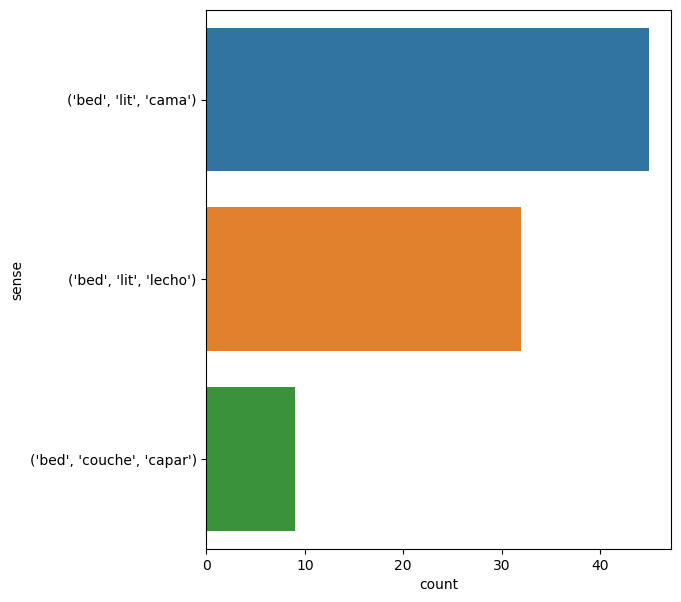 ('bed', 'lit', 'cama')
('bed', 'lit', 'lecho')
('bed', 'couche', 'capar')
sense
0 10 20 30 40
count